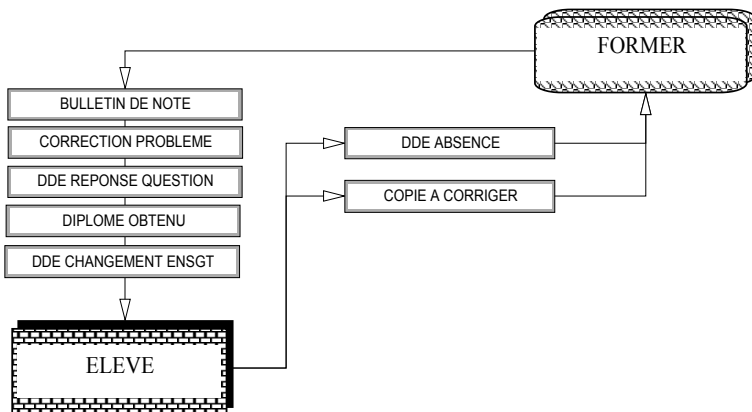 FORMER
BULLETIN DE NOTE
CORRECTION PROBLEME
DDE REPONSE QUESTION
DIPLOME OBTENU
DDE CHANGEMENT ENSGT
DDE ABSENCE
COPIE A CORRIGER
ELEVE